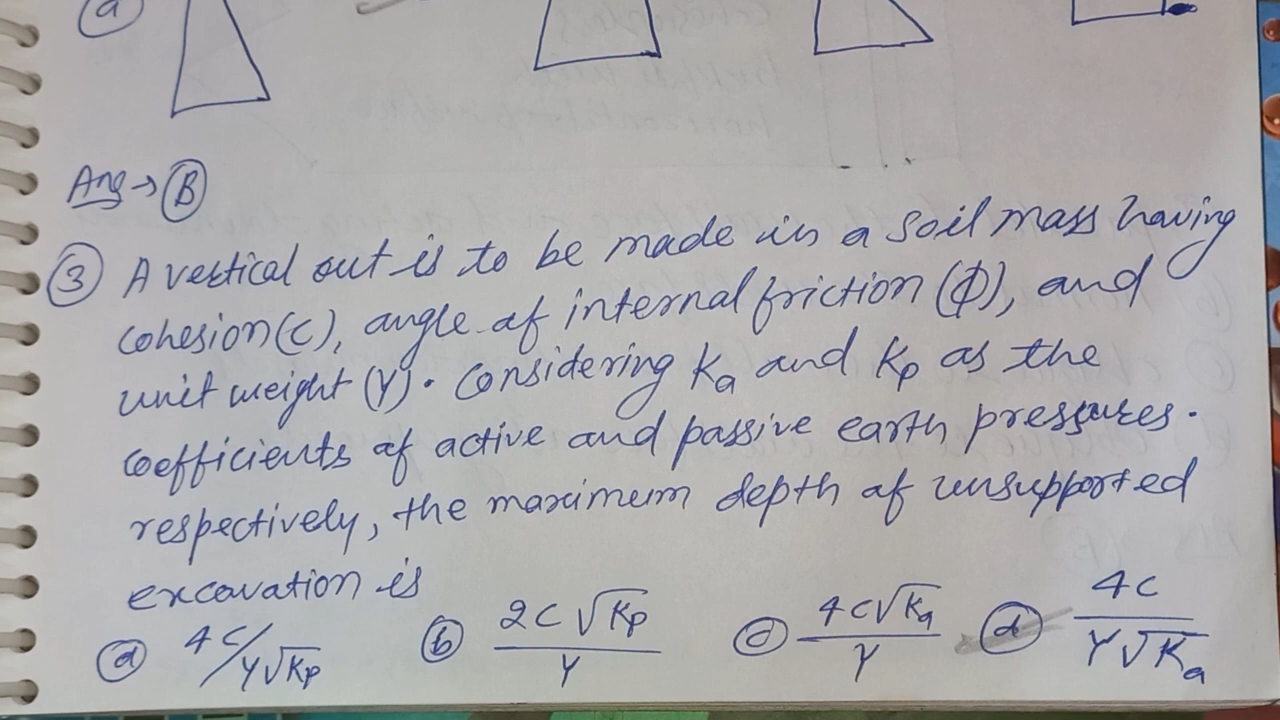 a
Ans → B
3 A vertical out is to be made in a soil mass having
cohesion (c), angle of internal friction (Φ), and
unit weight (γ). Considering Ka and Kp as the
coefficients of active and passive earth pressures.
respectively, the maximum depth of unsupported
excavation is
a 4C/γ√Kp b 2C√Kp/γ c 4C√Ka/γ d 4C/γ√Ka